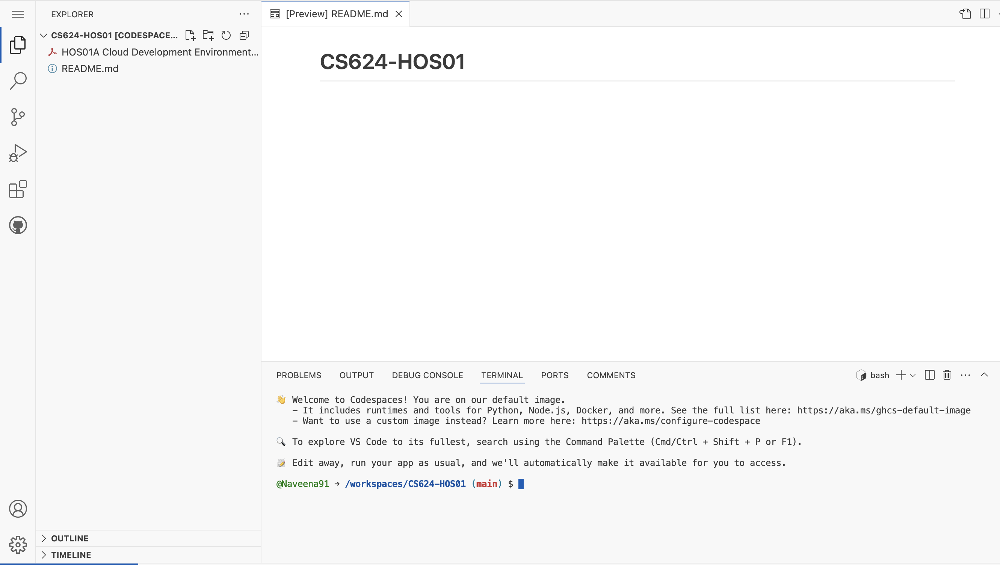 EXPLORER
CS624-HOS01 [CODESPACE...
HOS01A Cloud Development Environment...
README.md
OUTLINE
TIMELINE
[Preview] README.md
CS624-HOS01
PROBLEMS OUTPUT DEBUG CONSOLE TERMINAL PORTS COMMENTS
bash
👋 Welcome to Codespaces! You are on our default image.
- It includes runtimes and tools for Python, Node.js, Docker, and more. See the full list here: https://aka.ms/ghcs-default-image
- Want to use a custom image instead? Learn more here: https://aka.ms/configure-codespace
🔍 To explore VS Code to its fullest, search using the Command Palette (Cmd/Ctrl + Shift + P or F1).
📝 Edit away, run your app as usual, and we'll automatically make it available for you to access.
@Naveena91 → /workspaces/CS624-HOS01 (main) $